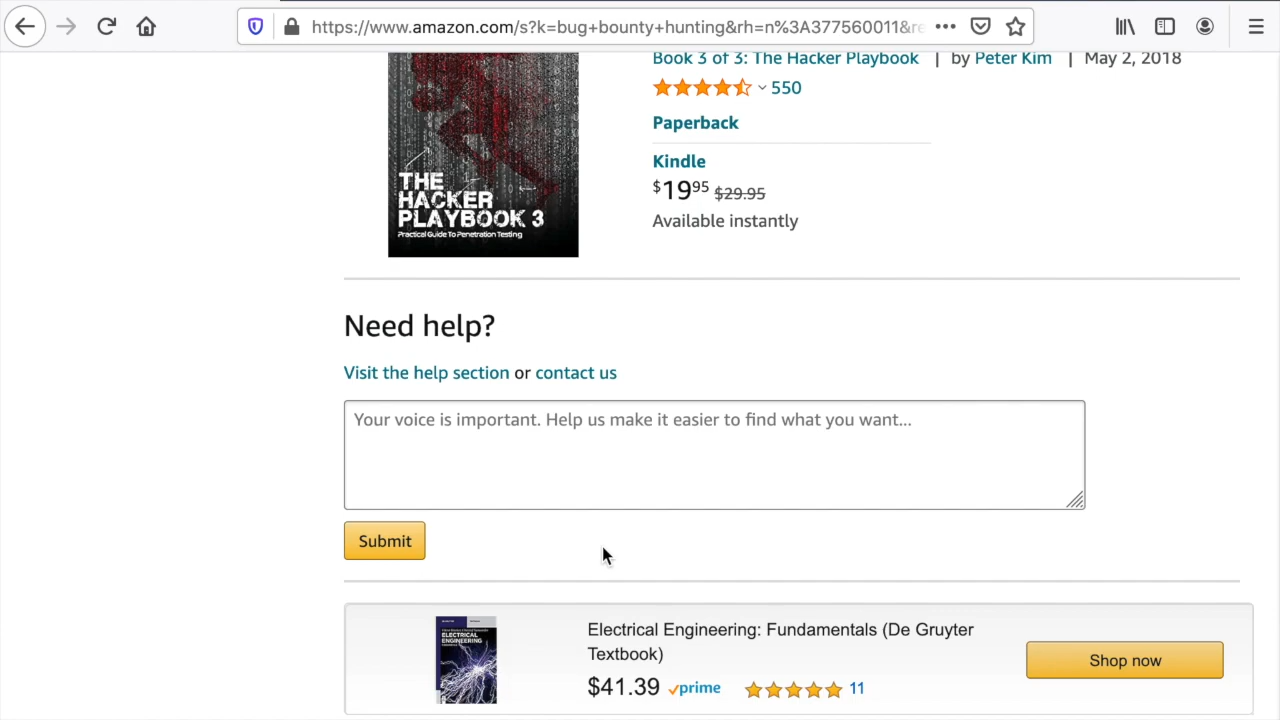 https://www.amazon.com/s?k=bug+bounty+hunting&rh=n%3A377560011&re
Book 3 of 3: The Hacker Playbook | by Peter Kim | May 2, 2018
550
Paperback
Kindle
$19.95 $29.95
Available instantly
THE
HACKER
PLAYBOOK 3
Practical Guide To Penetration Testing
Need help?
Visit the help section or contact us
Your voice is important. Help us make it easier to find what you want...
Submit
ELECTRICAL
ENGINEERING
Electrical Engineering: Fundamentals (De Gruyter
Textbook)
$41.39 prime 11
Shop now